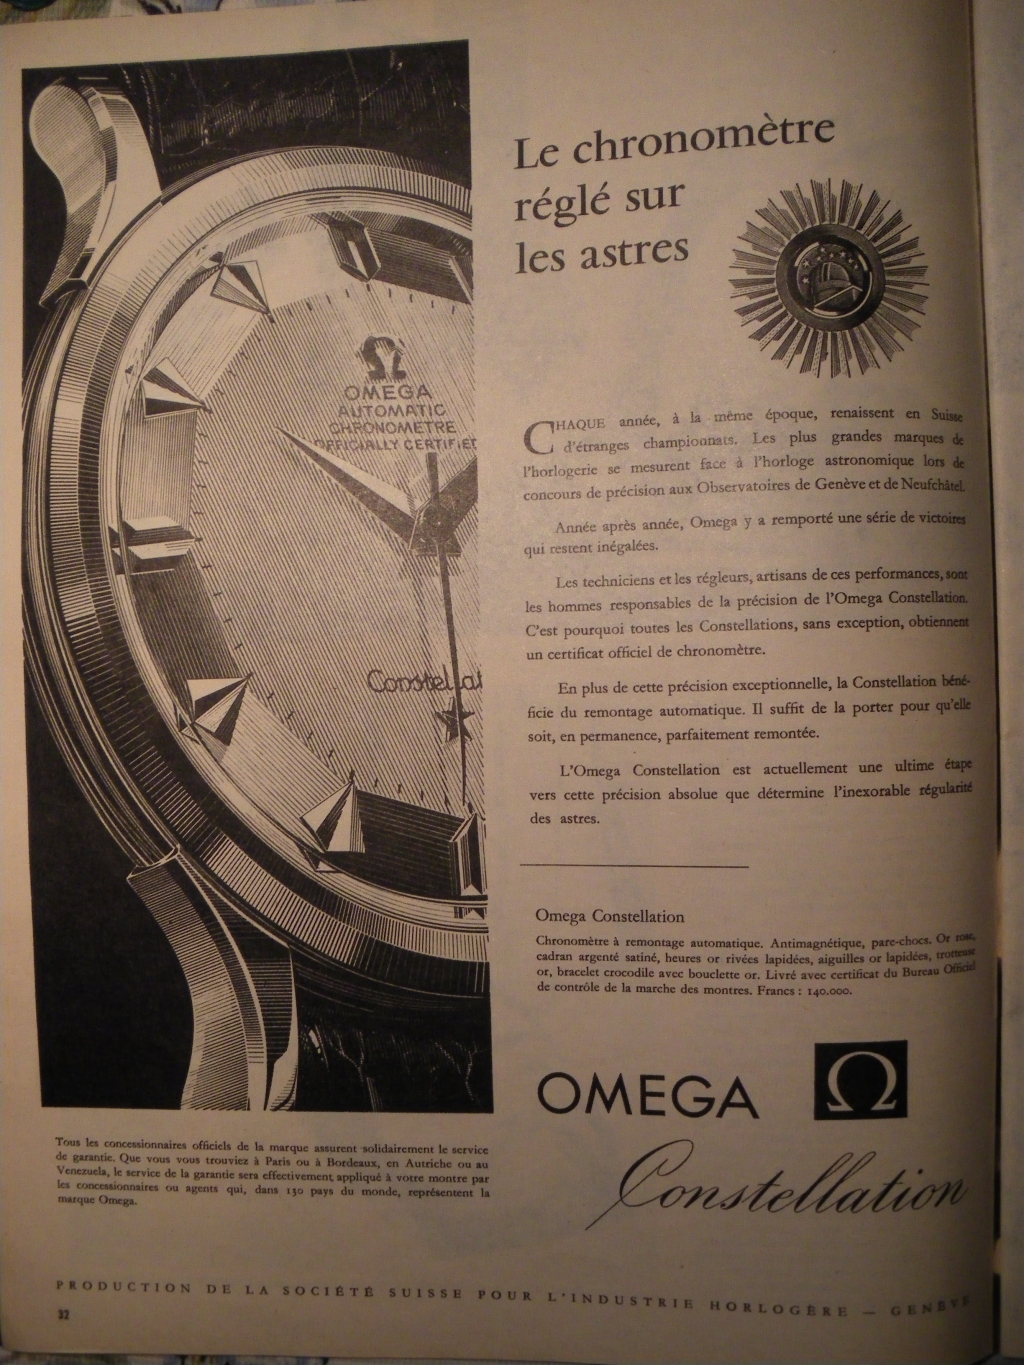 Le chronomètre
réglé sur
les astres
OMEGA
AUTOMATIC
CHRONOMETRE
OFFICIALLY CERTIFIED
Constellat
CHAQUE année, à la même époque, renaissent en Suisse
d'étranges championnats. Les plus grandes marques de
l'horlogerie se mesurent face à l'horloge astronomique lors de
concours de précision aux Observatoires de Genève et de Neufchâtel.
Année après année, Omega y a remporté une série de victoires
qui restent inégalées.
Les techniciens et les régleurs, artisans de ces performances, sont
les hommes responsables de la précision de l'Omega Constellation.
C'est pourquoi toutes les Constellations, sans exception, obtiennent
un certificat officiel de chronomètre.
En plus de cette précision exceptionnelle, la Constellation béné-
ficie du remontage automatique. Il suffit de la porter pour qu'elle
soit, en permanence, parfaitement remontée.
L'Omega Constellation est actuellement une ultime étape
vers cette précision absolue que détermine l'inexorable régularité
des astres.
Omega Constellation
Chronomètre à remontage automatique. Antimagnétique, pare-chocs. Or rose,
cadran argenté satiné, heures or rivées lapidées, aiguilles or lapidées, trotteuse
or, bracelet crocodile avec bouclette or. Livré avec certificat du Bureau Officiel
de contrôle de la marche des montres. Francs : 140.000.
OMEGA Ω
Constellation
Tous les concessionnaires officiels de la marque assurent solidairement le service
de garantie. Que vous vous trouviez à Paris ou à Bordeaux, en Autriche ou au
Venezuela, le service de la garantie sera effectivement appliqué à votre montre par
les concessionnaires ou agents qui, dans 130 pays du monde, représentent la
marque Omega.
PRODUCTION DE LA SOCIÉTÉ SUISSE POUR L'INDUSTRIE HORLOGÈRE — GENÈVE
32